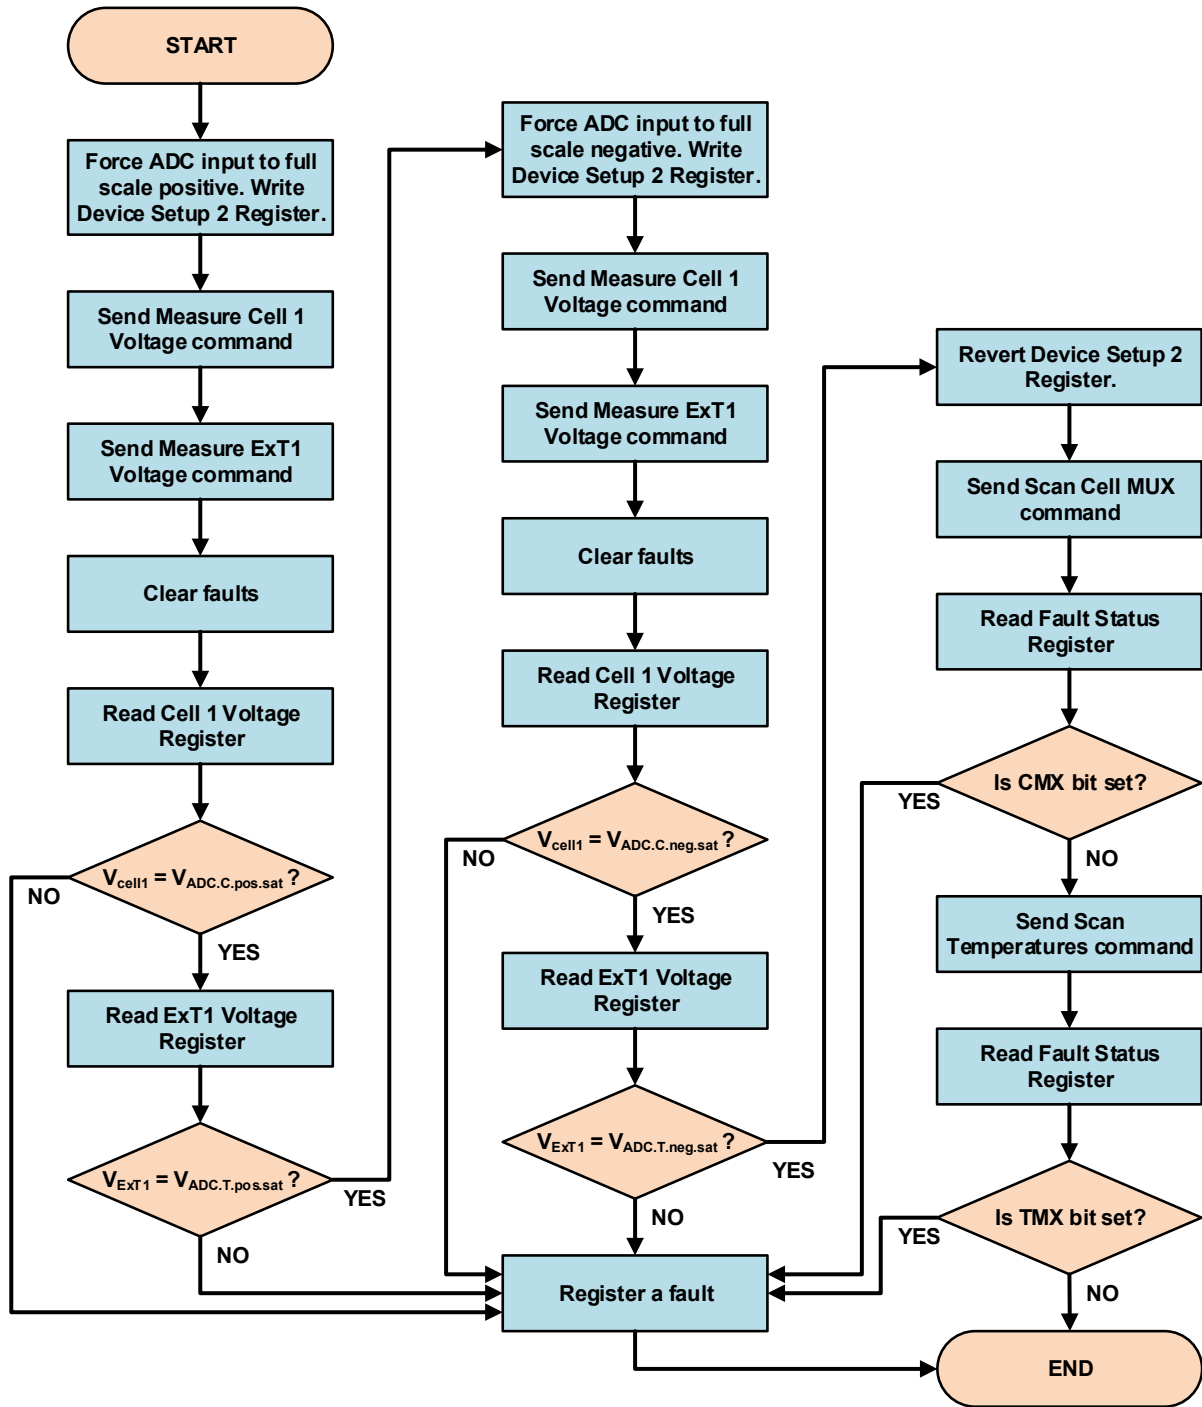 START
Force ADC input to full
scale positive. Write
Device Setup 2 Register.
Send Measure Cell 1
Voltage command
Send Measure ExT1
Voltage command
Clear faults
Read Cell 1 Voltage
Register
Vcell1 = VADC.C.pos.sat ?
NO
YES
Read ExT1 Voltage
Register
VExT1 = VADC.T.pos.sat ?
YES
NO
Force ADC input to full
scale negative. Write
Device Setup 2 Register.
Send Measure Cell 1
Voltage command
Send Measure ExT1
Voltage command
Clear faults
Read Cell 1 Voltage
Register
Vcell1 = VADC.C.neg.sat ?
NO
YES
Read ExT1 Voltage
Register
VExT1 = VADC.T.neg.sat ?
YES
NO
Register a fault
Revert Device Setup 2
Register.
Send Scan Cell MUX
command
Read Fault Status
Register
Is CMX bit set?
YES
NO
Send Scan
Temperatures command
Read Fault Status
Register
Is TMX bit set?
YES
NO
END